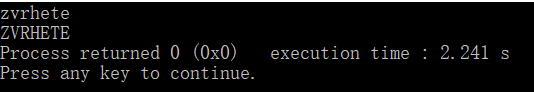 zvrhete
ZVRHETE
Process returned 0 (0x0)   execution time : 2.241 s
Press any key to continue.